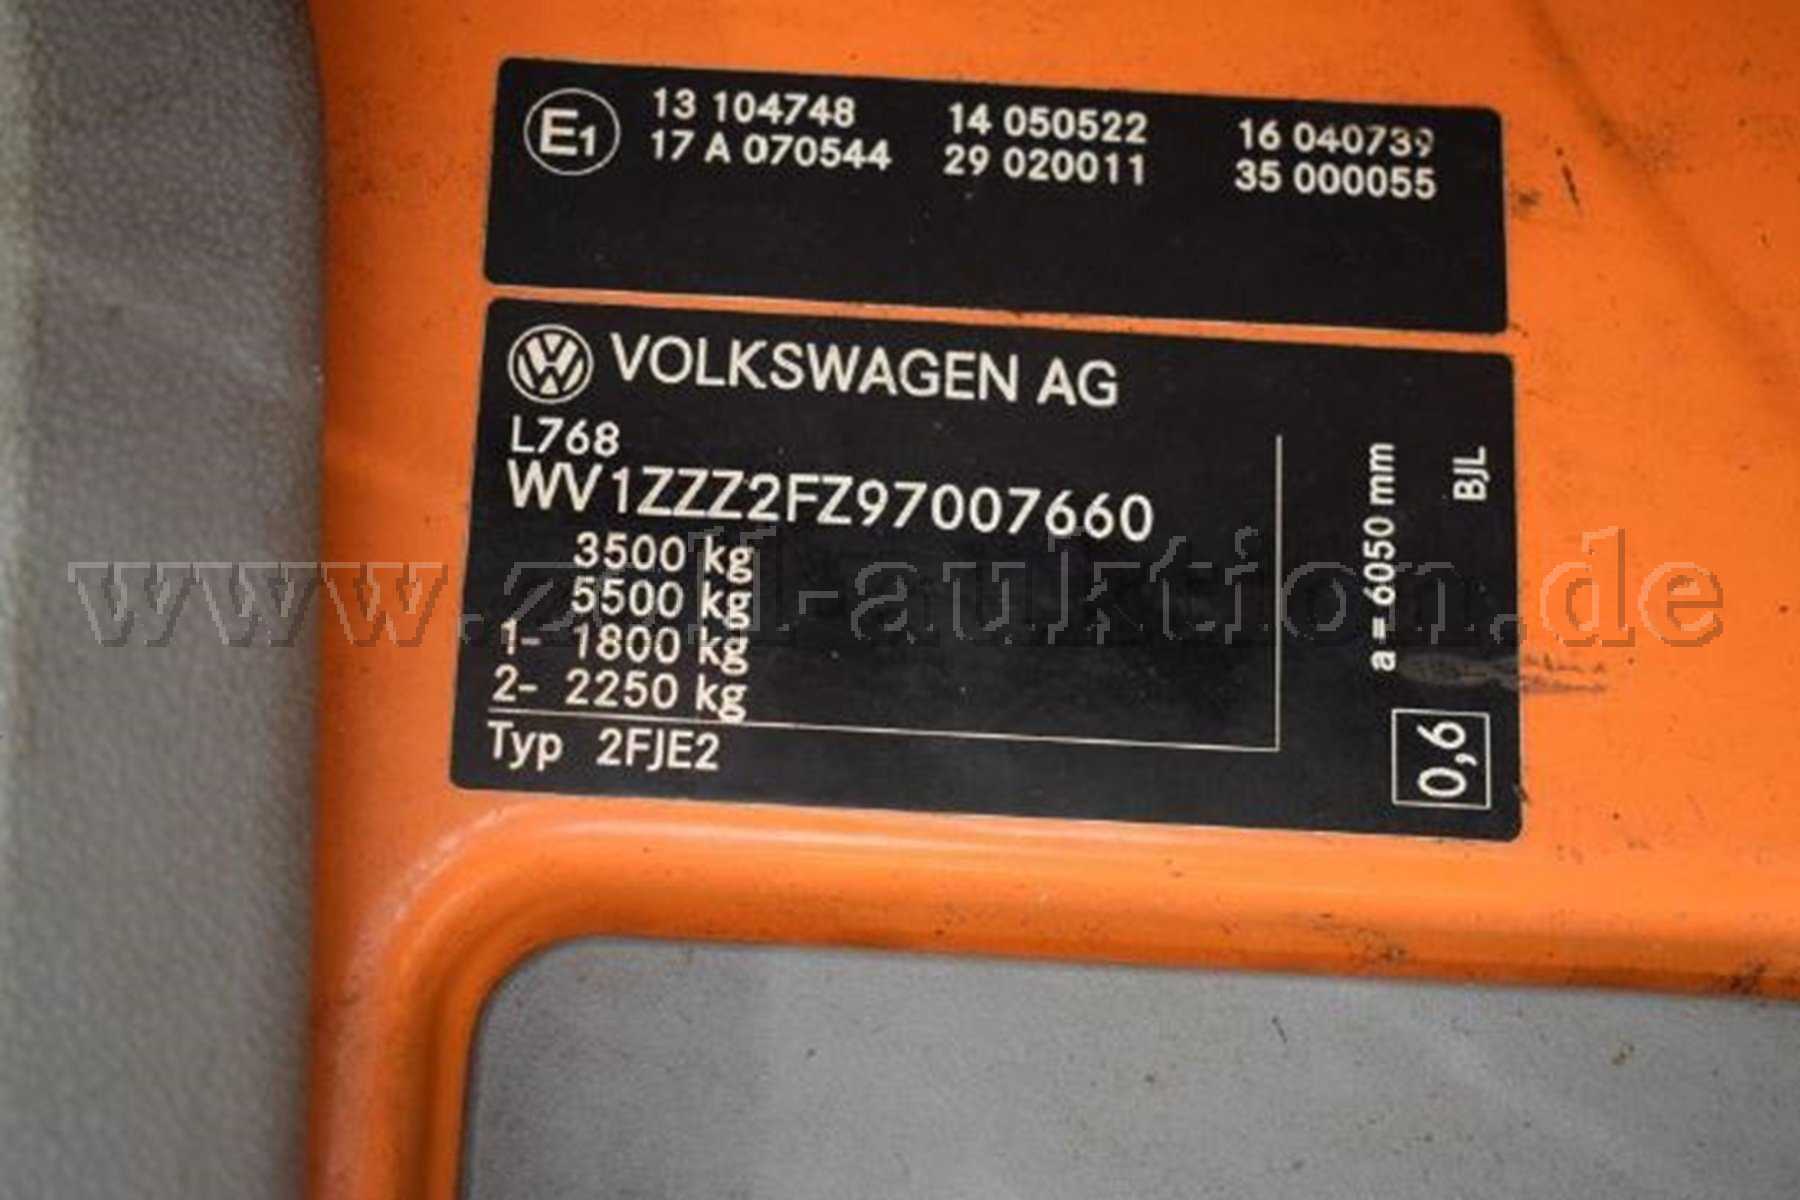 E1 13 104748 14 050522 16 040739
17 A 070544 29 020011 35 000055
VOLKSWAGEN AG
L768
WV1ZZZ2FZ97007660
3500 kg
5500 kg
1- 1800 kg
2- 2250 kg
Typ 2FJE2
a = 6050 mm
BJL
0,6
www.zoll-auktion.de